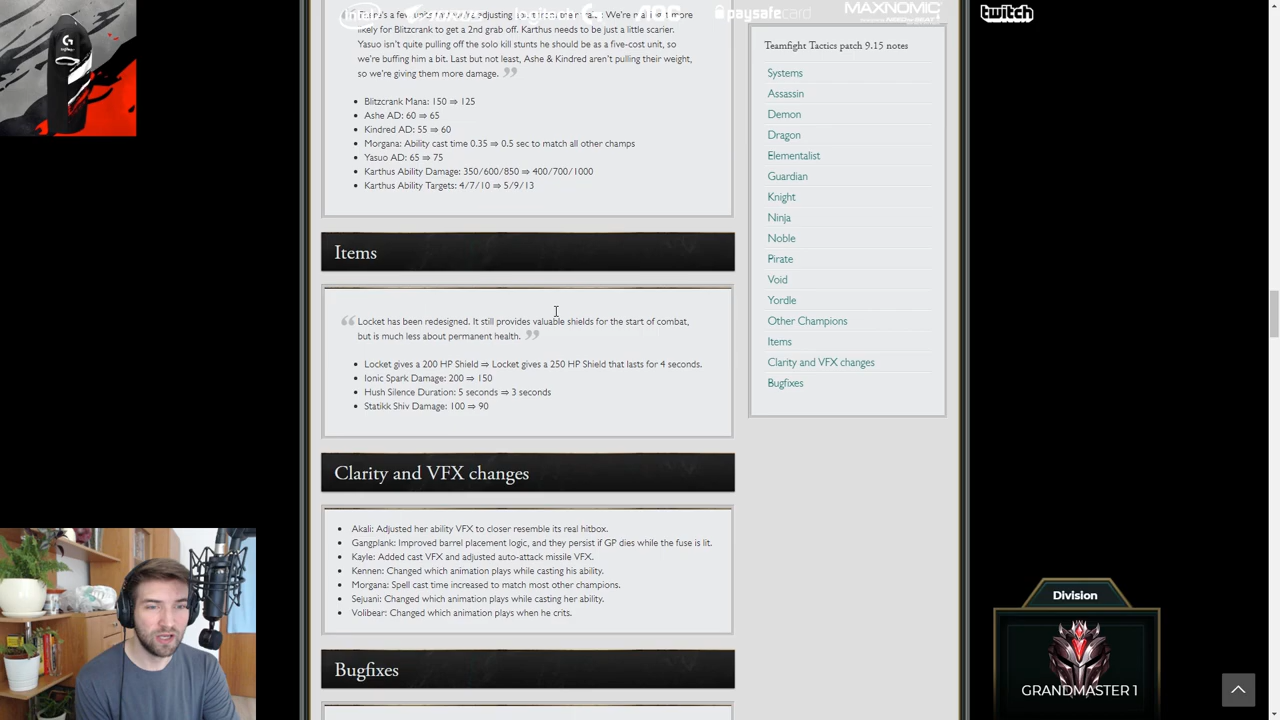 likely for Blitzcrank to get a 2nd grab off. Karthus needs to be just a little scarier.
Yasuo isn't quite pulling off the solo kill stunts he should be as a five-cost unit, so
we're buffing him a bit. Last but not least, Ashe & Kindred aren't pulling their weight,
so we're giving them more damage.
Blitzcrank Mana: 150 ⇒ 125
Ashe AD: 60 ⇒ 65
Kindred AD: 55 ⇒ 60
Morgana: Ability cast time 0.35 ⇒ 0.5 sec to match all other champs
Yasuo AD: 65 ⇒ 75
Karthus Ability Damage: 350/600/850 ⇒ 400/700/1000
Karthus Ability Targets: 4/7/10 ⇒ 5/9/13
Items
Locket has been redesigned. It still provides valuable shields for the start of combat,
but is much less about permanent health.
Locket gives a 200 HP Shield ⇒ Locket gives a 250 HP Shield that lasts for 4 seconds.
Ionic Spark Damage: 200 ⇒ 150
Hush Silence Duration: 5 seconds ⇒ 3 seconds
Statikk Shiv Damage: 100 ⇒ 90
Clarity and VFX changes
Akali: Adjusted her ability VFX to closer resemble its real hitbox.
Gangplank: Improved barrel placement logic, and they persist if GP dies while the fuse is lit.
Kayle: Added cast VFX and adjusted auto-attack missile VFX.
Kennen: Changed which animation plays while casting his ability.
Morgana: Spell cast time increased to match most other champions.
Sejuani: Changed which animation plays while casting her ability.
Volibear: Changed which animation plays when he crits.
Bugfixes
paysafecard
MAXNOMIC
twitch
Teamfight Tactics patch 9.15 notes
Systems
Assassin
Demon
Dragon
Elementalist
Guardian
Knight
Ninja
Noble
Pirate
Void
Yordle
Other Champions
Items
Clarity and VFX changes
Bugfixes
Division
GRANDMASTER 1